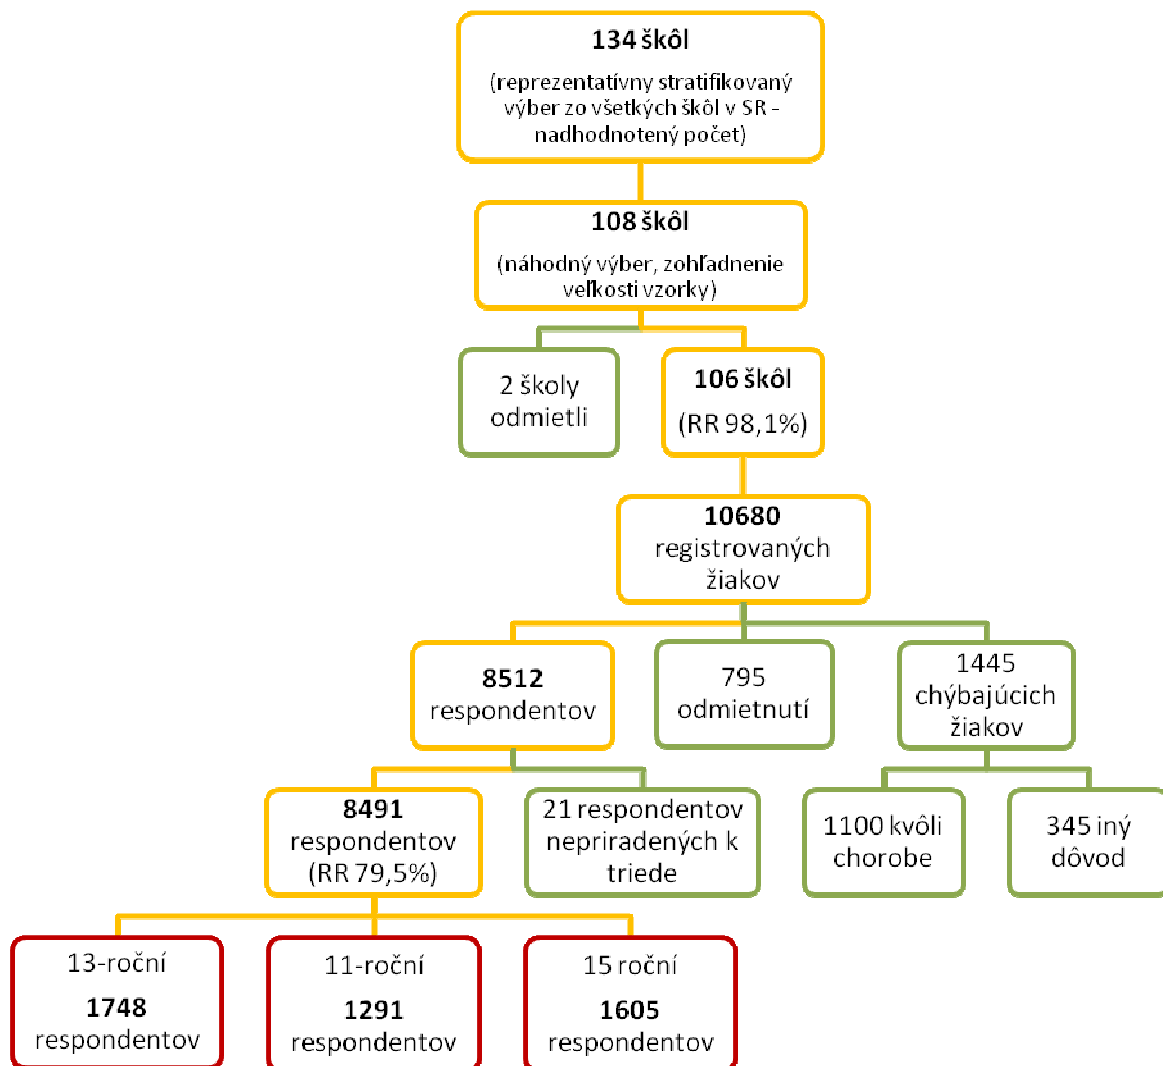 134 škôl
(reprezentatívny stratifikovaný
výber zo všetkých škôl v SR -
nadhodnotený počet)
108 škôl
(náhodný výber, zohľadnenie
veľkosti vzorky)
2 školy
odmietli
106 škôl
(RR 98,1%)
10680
registrovaných
žiakov
8512
respondentov
795
odmietnutí
1445
chýbajúcich
žiakov
8491
respondentov
(RR 79,5%)
21 respondentov
nepriradených k
triede
1100 kvôli
chorobe
345 iný
dôvod
13-roční
1748
respondentov
11-roční
1291
respondentov
15 roční
1605
respondentov